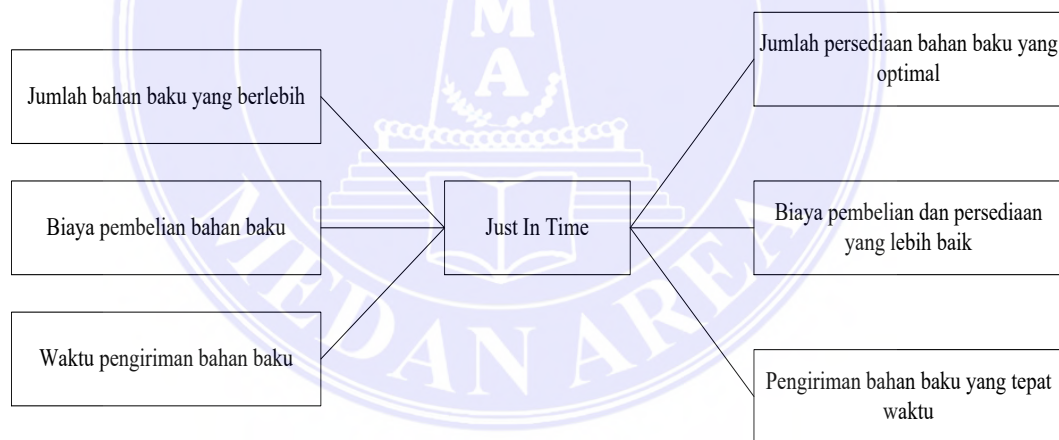 Jumlah bahan baku yang berlebih
Biaya pembelian bahan baku
Waktu pengiriman bahan baku
Just In Time
Jumlah persediaan bahan baku yang
optimal
Biaya pembelian dan persediaan
yang lebih baik
Pengiriman bahan baku yang tepat
waktu
M
A
MEDAN AREA